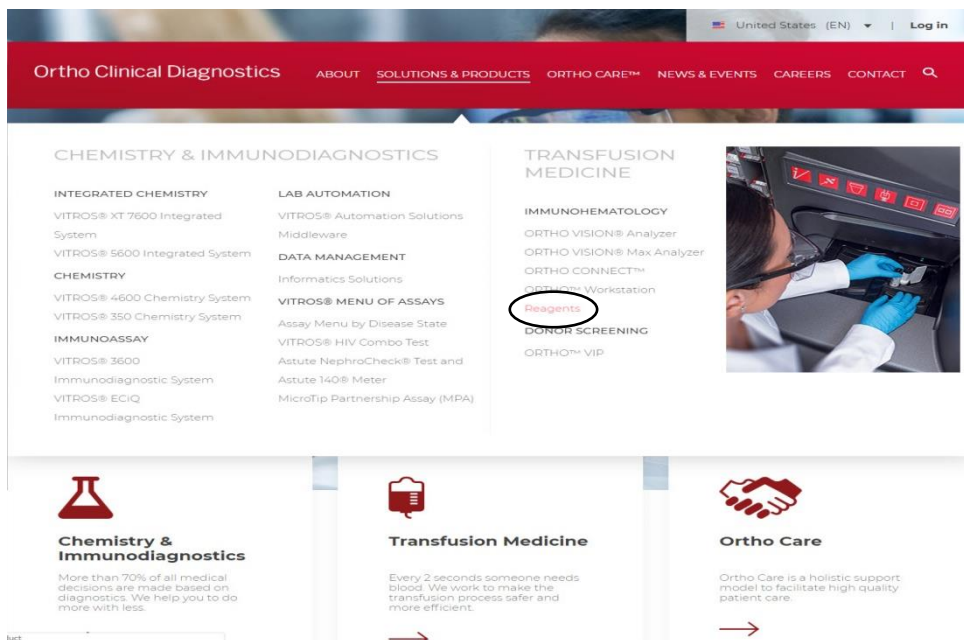 United States (EN) | Log in
Ortho Clinical Diagnostics ABOUT SOLUTIONS & PRODUCTS ORTHO CARE™ NEWS & EVENTS CAREERS CONTACT
CHEMISTRY & IMMUNODIAGNOSTICS
INTEGRATED CHEMISTRY
VITROS® XT 7600 Integrated
System
VITROS® 5600 Integrated System
CHEMISTRY
VITROS® 4600 Chemistry System
VITROS® 350 Chemistry System
IMMUNOASSAY
VITROS® 3600
Immunodiagnostic System
VITROS® ECiQ
Immunodiagnostic System
LAB AUTOMATION
VITROS® Automation Solutions
Middleware
DATA MANAGEMENT
Informatics Solutions
VITROS® MENU OF ASSAYS
Assay Menu by Disease State
VITROS® HIV Combo Test
Astute NephroCheck® Test and
Astute 140® Meter
MicroTip Partnership Assay (MPA)
TRANSFUSION
MEDICINE
IMMUNOHEMATOLOGY
ORTHO VISION® Analyzer
ORTHO VISION® Max Analyzer
ORTHO CONNECT™
ORTHO™ Workstation
Reagents
DONOR SCREENING
ORTHO™ VIP
Chemistry &
Immunodiagnostics
More than 70% of all medical
decisions are made based on
diagnostics. We help you to do
more with less.
Transfusion Medicine
Every 2 seconds someone needs
blood. We work to make the
transfusion process safer and
more efficient.
Ortho Care
Ortho Care is a holistic support
model to facilitate high quality
patient care.